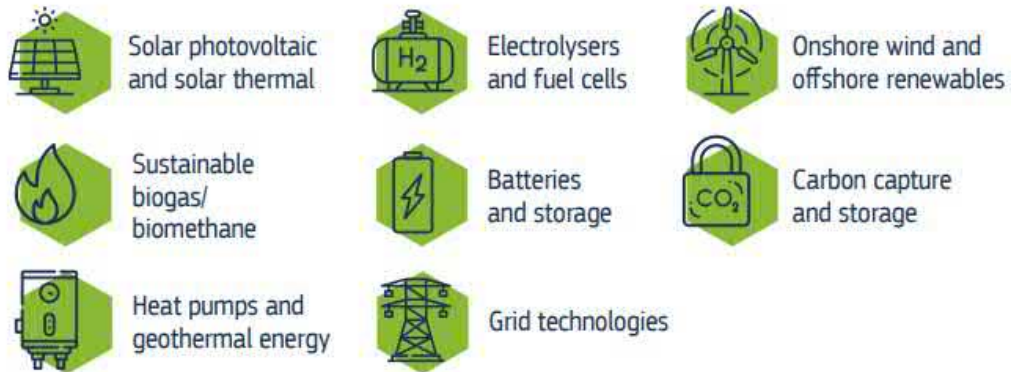 Solar photovoltaic
and solar thermal
H2
Electrolysers
and fuel cells
Onshore wind and
offshore renewables
Sustainable
biogas/
biomethane
Batteries
and storage
CO2
Carbon capture
and storage
Heat pumps and
geothermal energy
Grid technologies